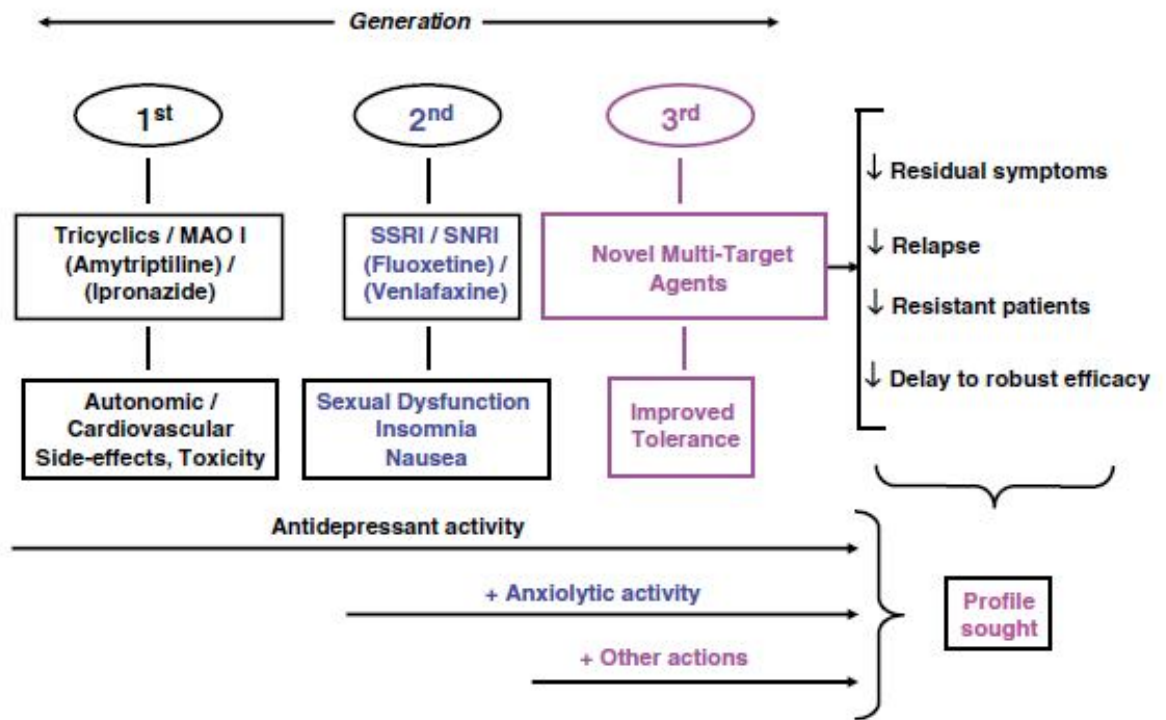 Generation
1st
2nd
3rd
Tricyclics / MAO I
(Amytriptiline) /
(Ipronazide)
SSRI / SNRI
(Fluoxetine) /
(Venlafaxine)
Novel Multi-Target
Agents
Autonomic /
Cardiovascular
Side-effects, Toxicity
Sexual Dysfunction
Insomnia
Nausea
Improved
Tolerance
↓ Residual symptoms
↓ Relapse
↓ Resistant patients
↓ Delay to robust efficacy
Antidepressant activity
+ Anxiolytic activity
+ Other actions
Profile
sought